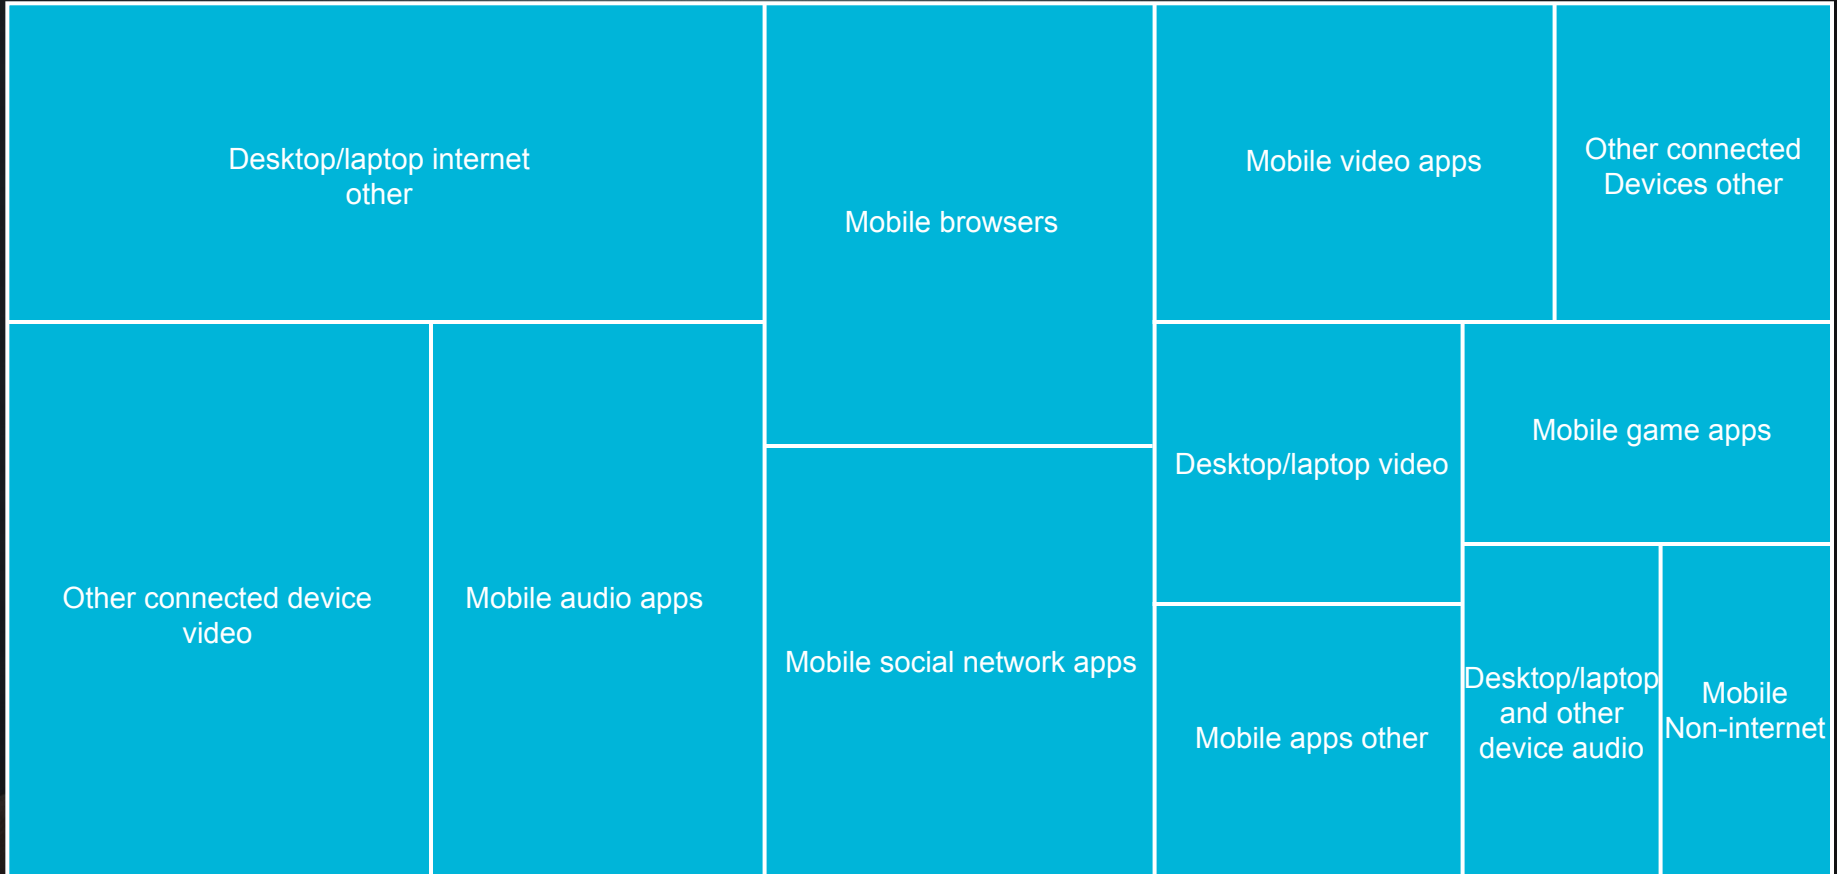 Desktop/laptop internet
other
Mobile browsers
Mobile video apps
Other connected
Devices other
Other connected device
video
Mobile audio apps
Mobile social network apps
Desktop/laptop video
Mobile game apps
Mobile apps other
Desktop/laptop
and other
device audio
Mobile
Non-internet